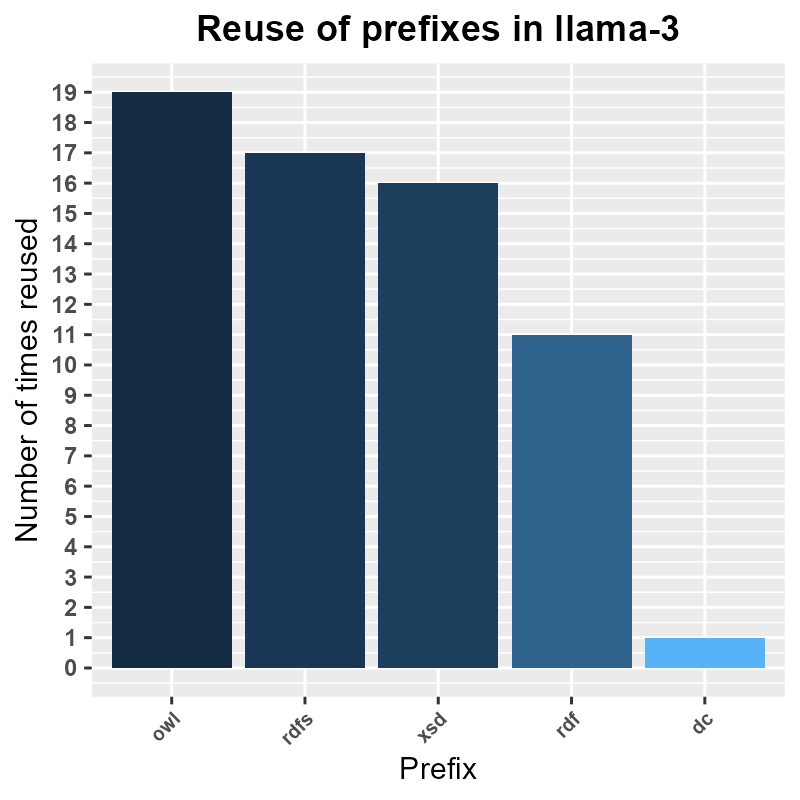 Reuse of prefixes in llama-3
Number of times reused
19
18
17
16
15
14
13
12
11
10
9
8
7
6
5
4
3
2
1
0
owl
rdfs
xsd
rdf
dc
Prefix